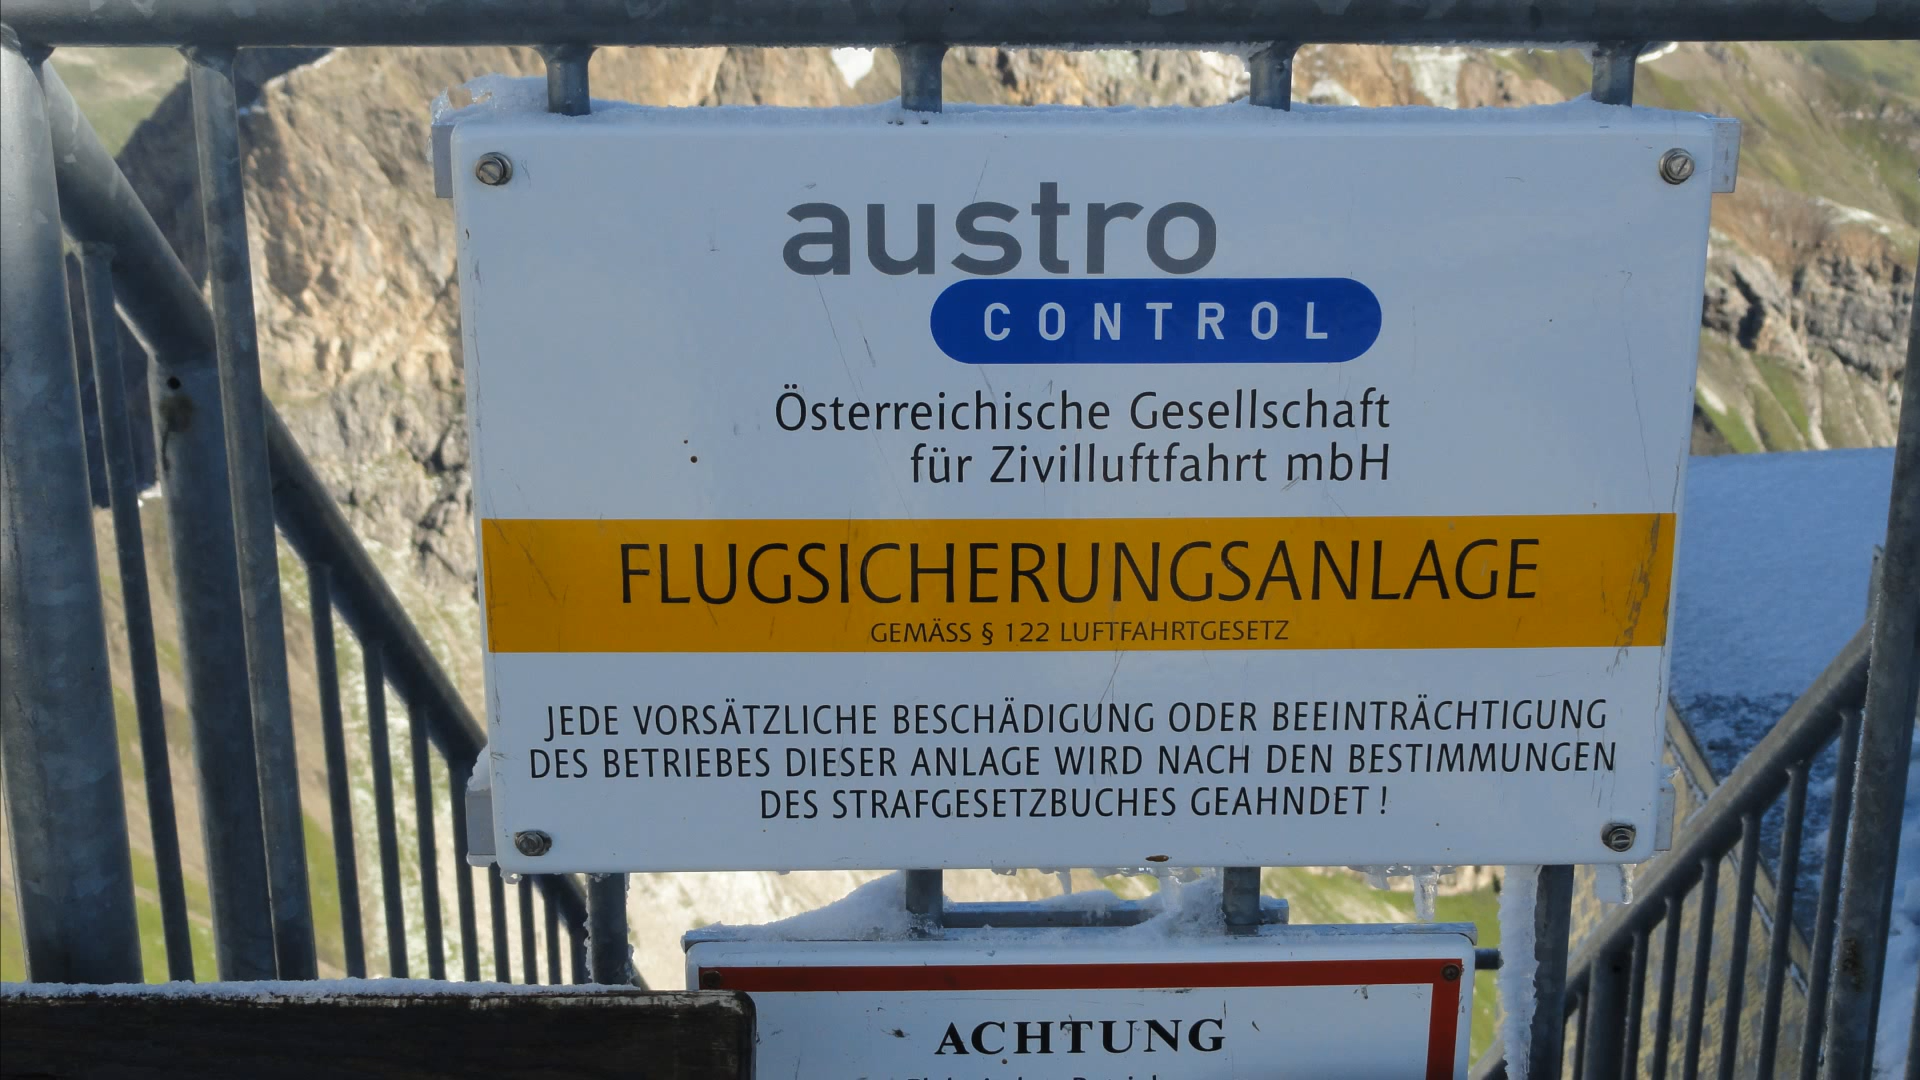 austro
CONTROL
Österreichische Gesellschaft
für Zivilluftfahrt mbH
FLUGSICHERUNGSANLAGE
GEMÄSS § 122 LUFTFAHRTGESETZ
JEDE VORSÄTZLICHE BESCHÄDIGUNG ODER BEEINTRÄCHTIGUNG
DES BETRIEBES DIESER ANLAGE WIRD NACH DEN BESTIMMUNGEN
DES STRAFGESETZBUCHES GEAHNDET !
ACHTUNG